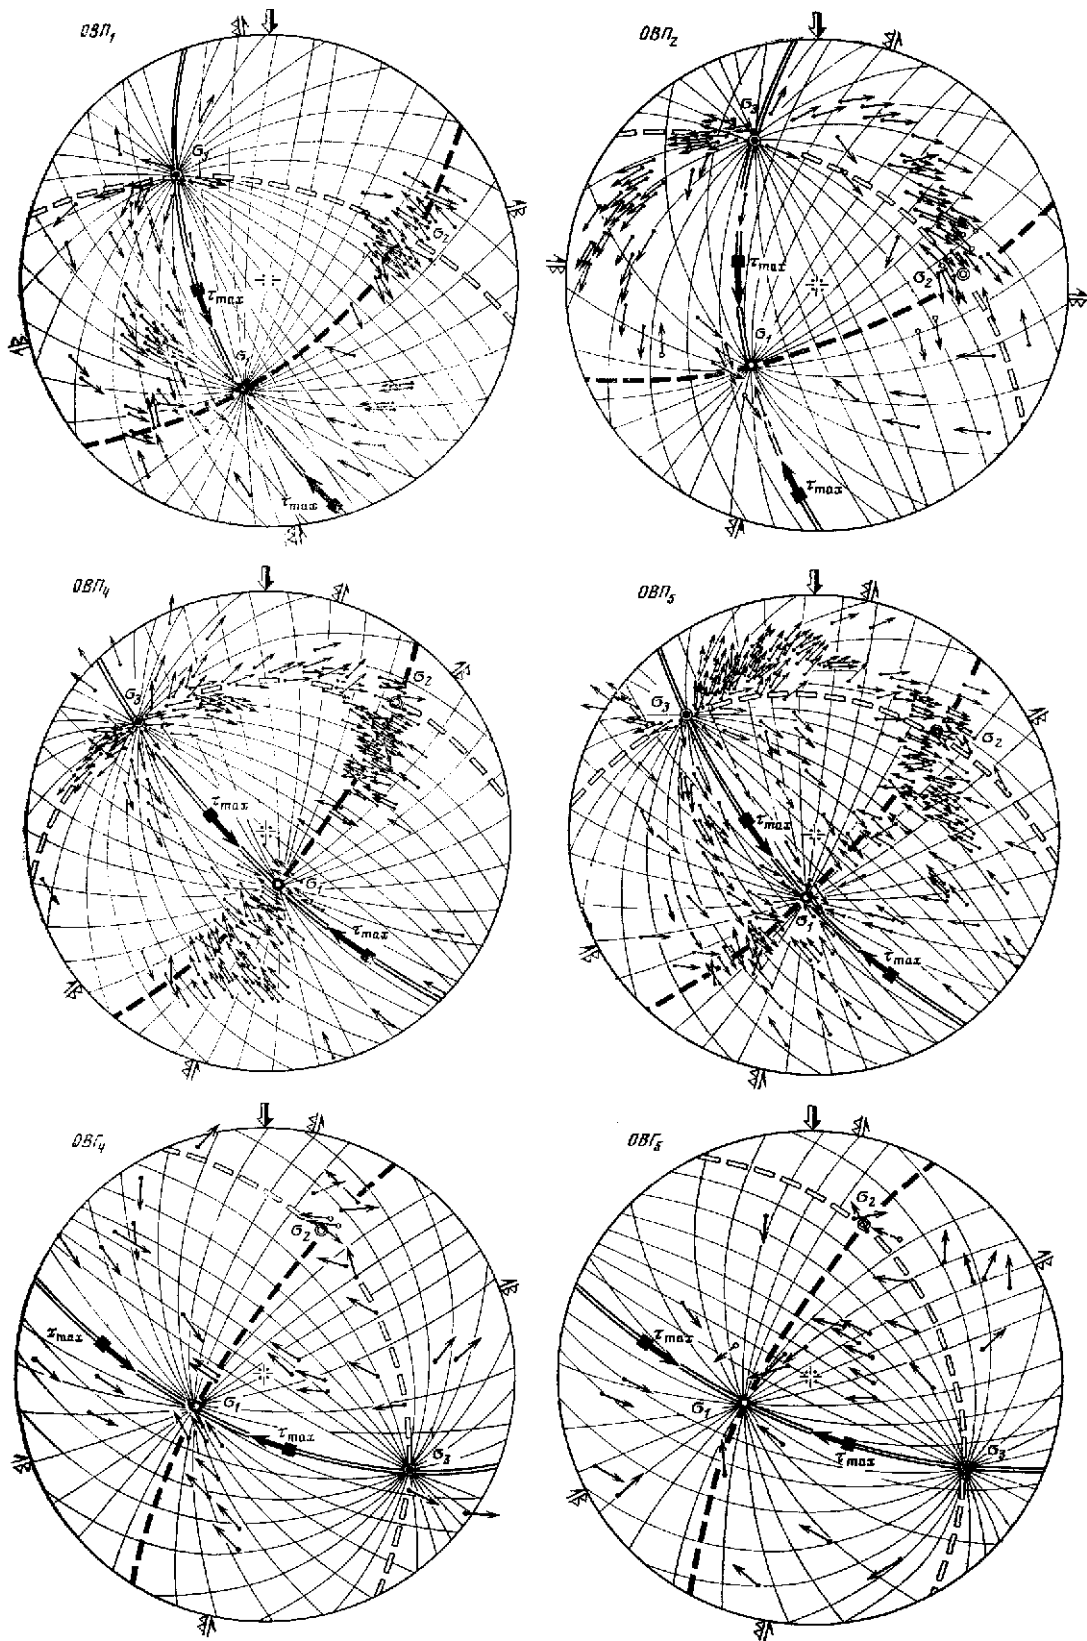 ОВП₁
σ₃
σ₂
τmax
σ₁
τmax
ОВП₂
σ₃
τmax
σ₂
σ₁
τmax
ОВП₄
σ₂
σ₃
τmax
σ₁
τmax
ОВП₅
σ₃
σ₂
τmax
σ₁
τmax
ОВГ₄
σ₂
τmax
σ₁
τmax
σ₃
ОВГ₅
σ₂
τmax
σ₁
τmax
σ₃